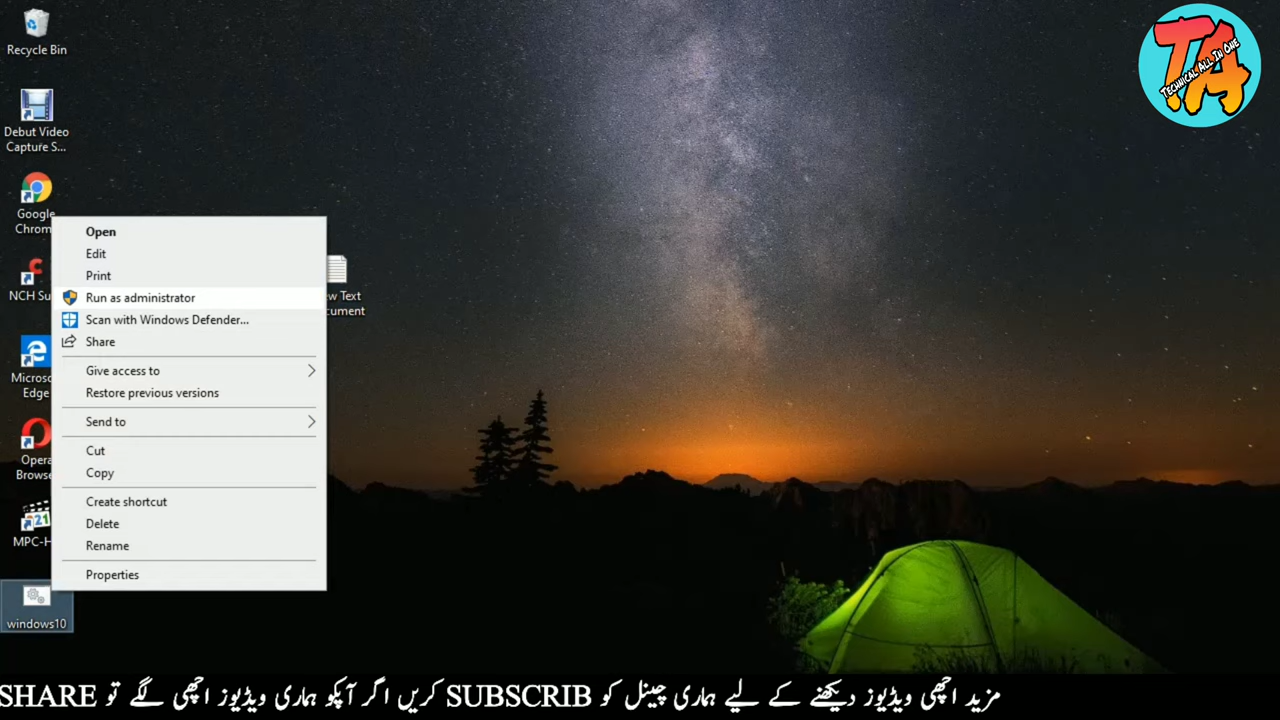 Recycle Bin
Debut Video
Capture S...
Google
Chrom
NCH Su
Microso
Edge
Opera
Browse
MPC-H
windows10
Open
Edit
Print
Run as administrator
Scan with Windows Defender...
Share
Give access to
Restore previous versions
Send to
Cut
Copy
Create shortcut
Delete
Rename
Properties
w Text
cument
TA
TECHNICAL ALL IN ONE
مزید اچھی ویڈیوز دیکھنے کے لیے ہماری چینل کو SUBSCRIB کریں اگر آپکو ہماری ویڈیوز اچھی لگے تو SHARE